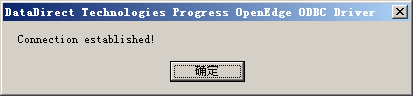 DataDirect Technologies Progress OpenEdge ODBC Driver
Connection established!
确定